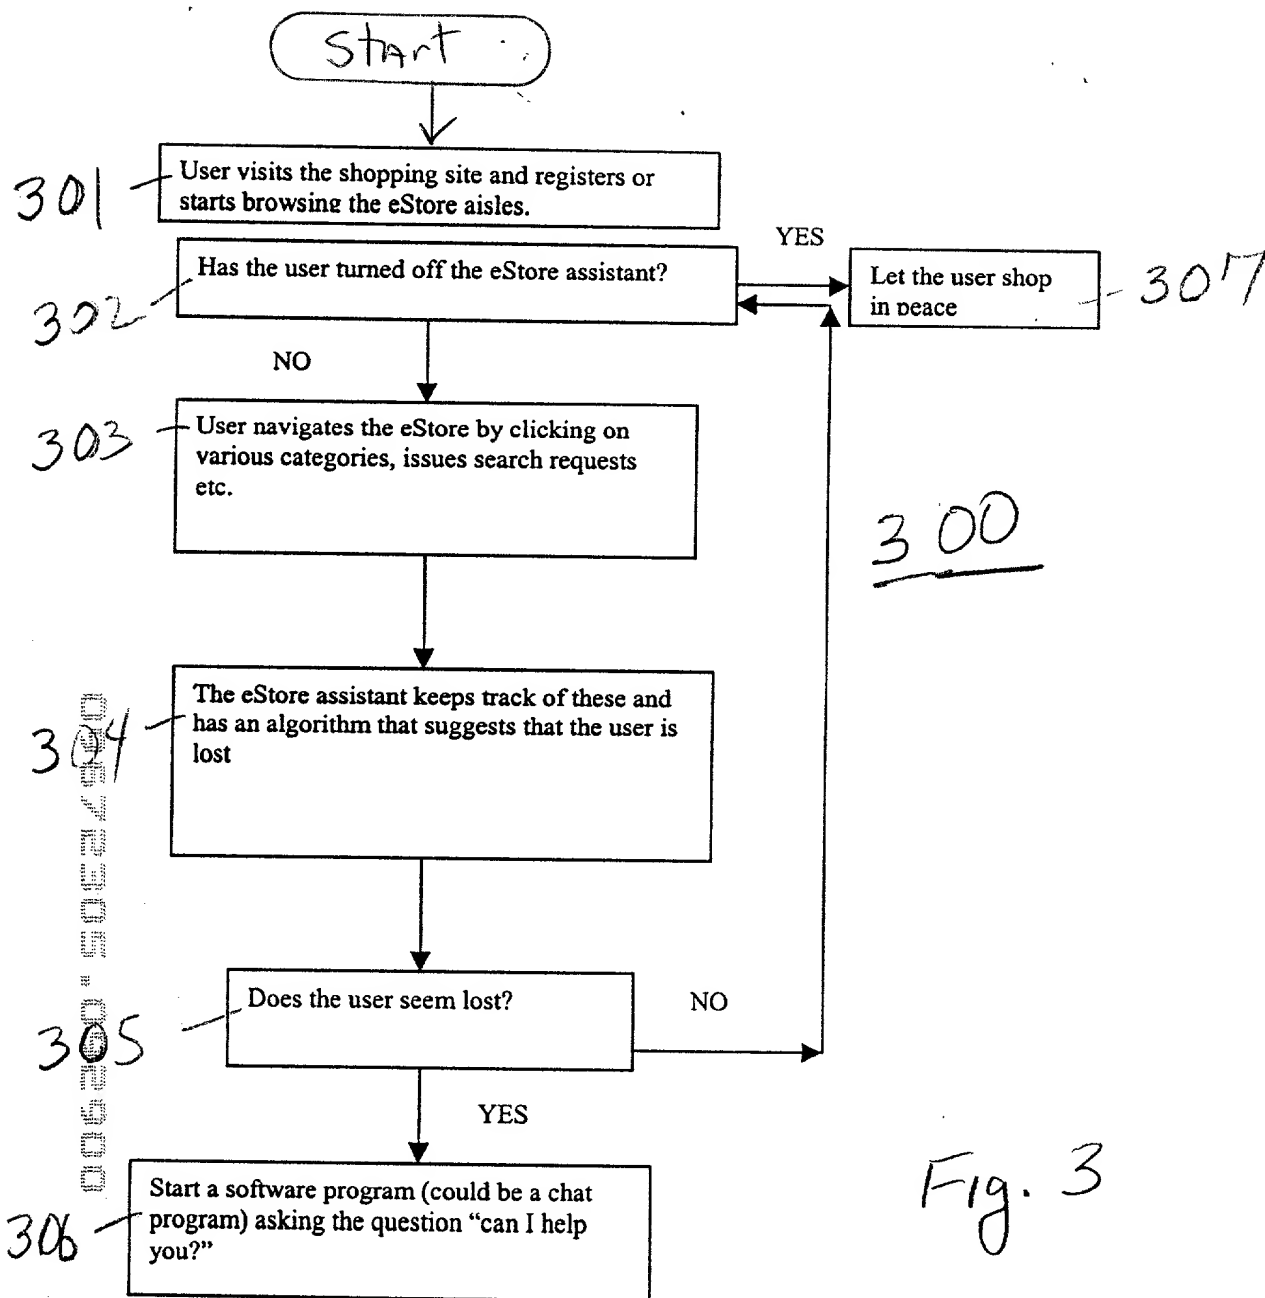 Start
301
User visits the shopping site and registers or
starts browsing the eStore aisles.
YES
302
Has the user turned off the eStore assistant?
Let the user shop
in peace
307
NO
303
User navigates the eStore by clicking on
various categories, issues search requests
etc.
300
304
The eStore assistant keeps track of these and
has an algorithm that suggests that the user is
lost
305
Does the user seem lost?
NO
YES
306
Start a software program (could be a chat
program) asking the question “can I help
you?”
Fig. 3